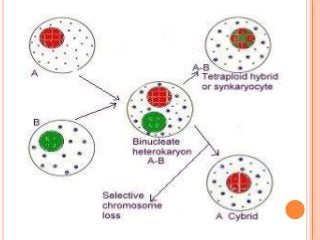 A
B
Binucleate
heterokaryon
A-B
A-B
Tetraploid hybrid
or synkaryocyte
Selective
chromosome
loss
A Cybrid